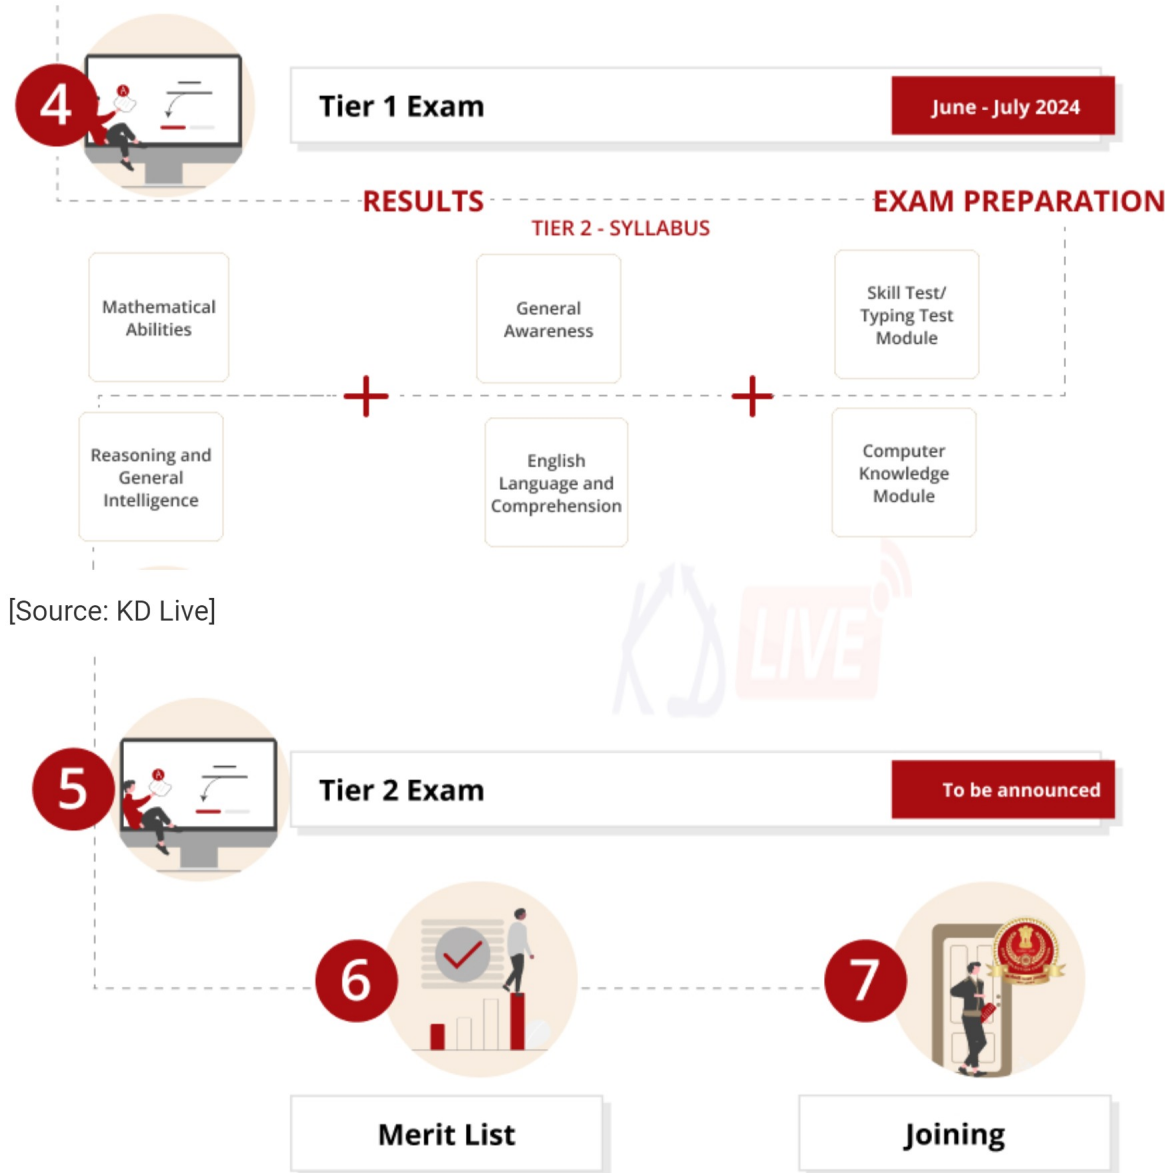 4
Tier 1 Exam
June - July 2024
RESULTS
EXAM PREPARATION
TIER 2 - SYLLABUS
Mathematical
Abilities
General
Awareness
Skill Test/
Typing Test
Module
Reasoning and
General
Intelligence
English
Language and
Comprehension
Computer
Knowledge
Module
[Source: KD Live]
KD LIVE
5
Tier 2 Exam
To be announced
6
7
Merit List
Joining